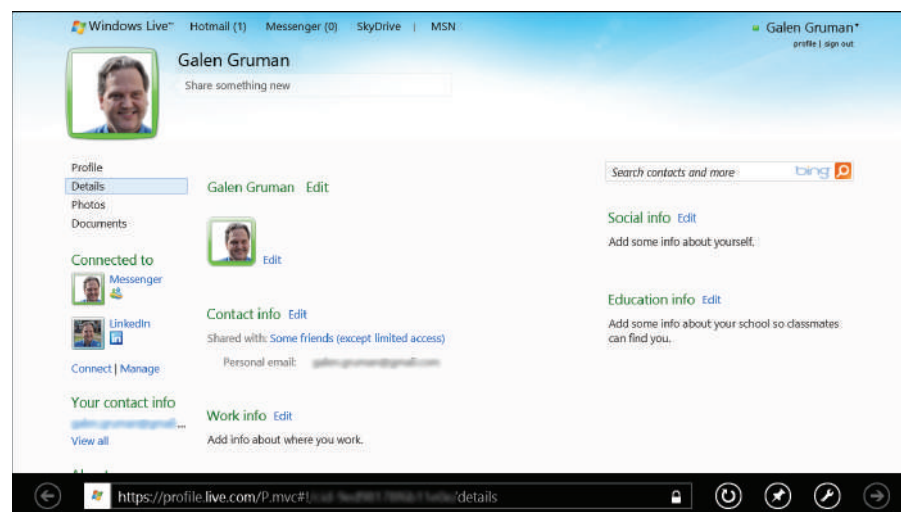 Windows Live™ Hotmail (1) Messenger (0) SkyDrive | MSN
Galen Gruman
profile | sign out
Galen Gruman
Share something new
Profile
Details
Photos
Documents
Connected to
Messenger
LinkedIn
in
Connect | Manage
Your contact info
...
View all
Galen Gruman Edit
Edit
Contact info Edit
Shared with: Some friends (except limited access)
Personal email:
Work info Edit
Add info about where you work.
Search contacts and more bing
Social info Edit
Add some info about yourself.
Education info Edit
Add some info about your school so classmates
can find you.
https://profile.live.com/P.mvc#! /details